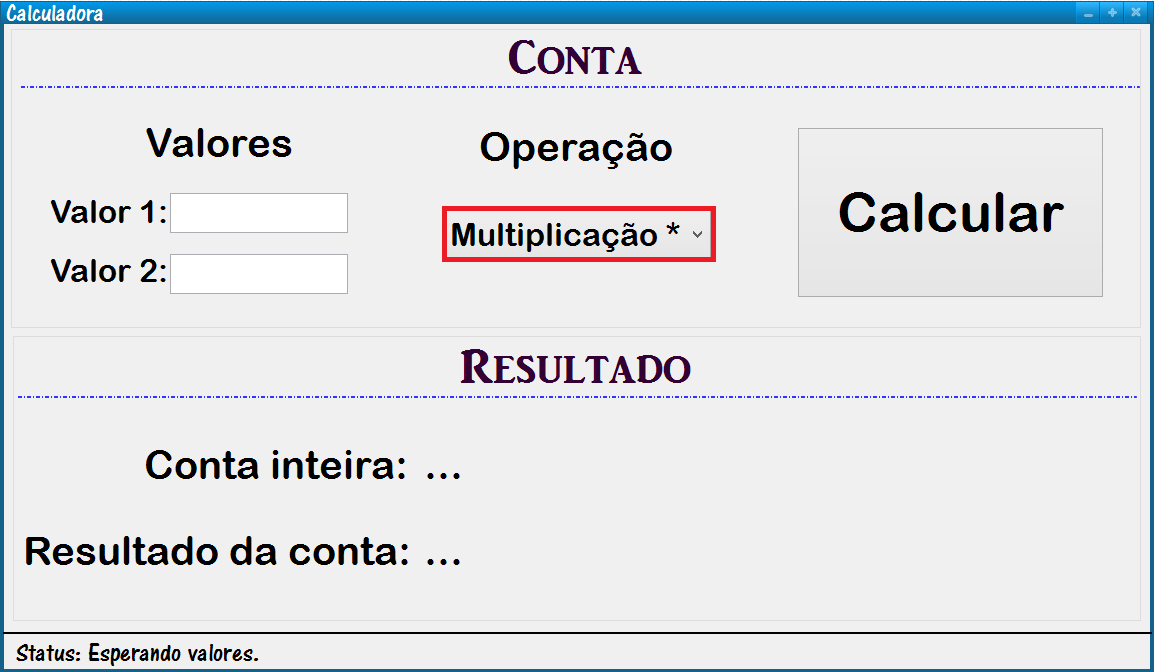 Calculadora
Conta
Valores
Operação
Valor 1:
Multiplicação *
Calcular
Valor 2:
Resultado
Conta inteira: ...
Resultado da conta: ...
Status: Esperando valores.